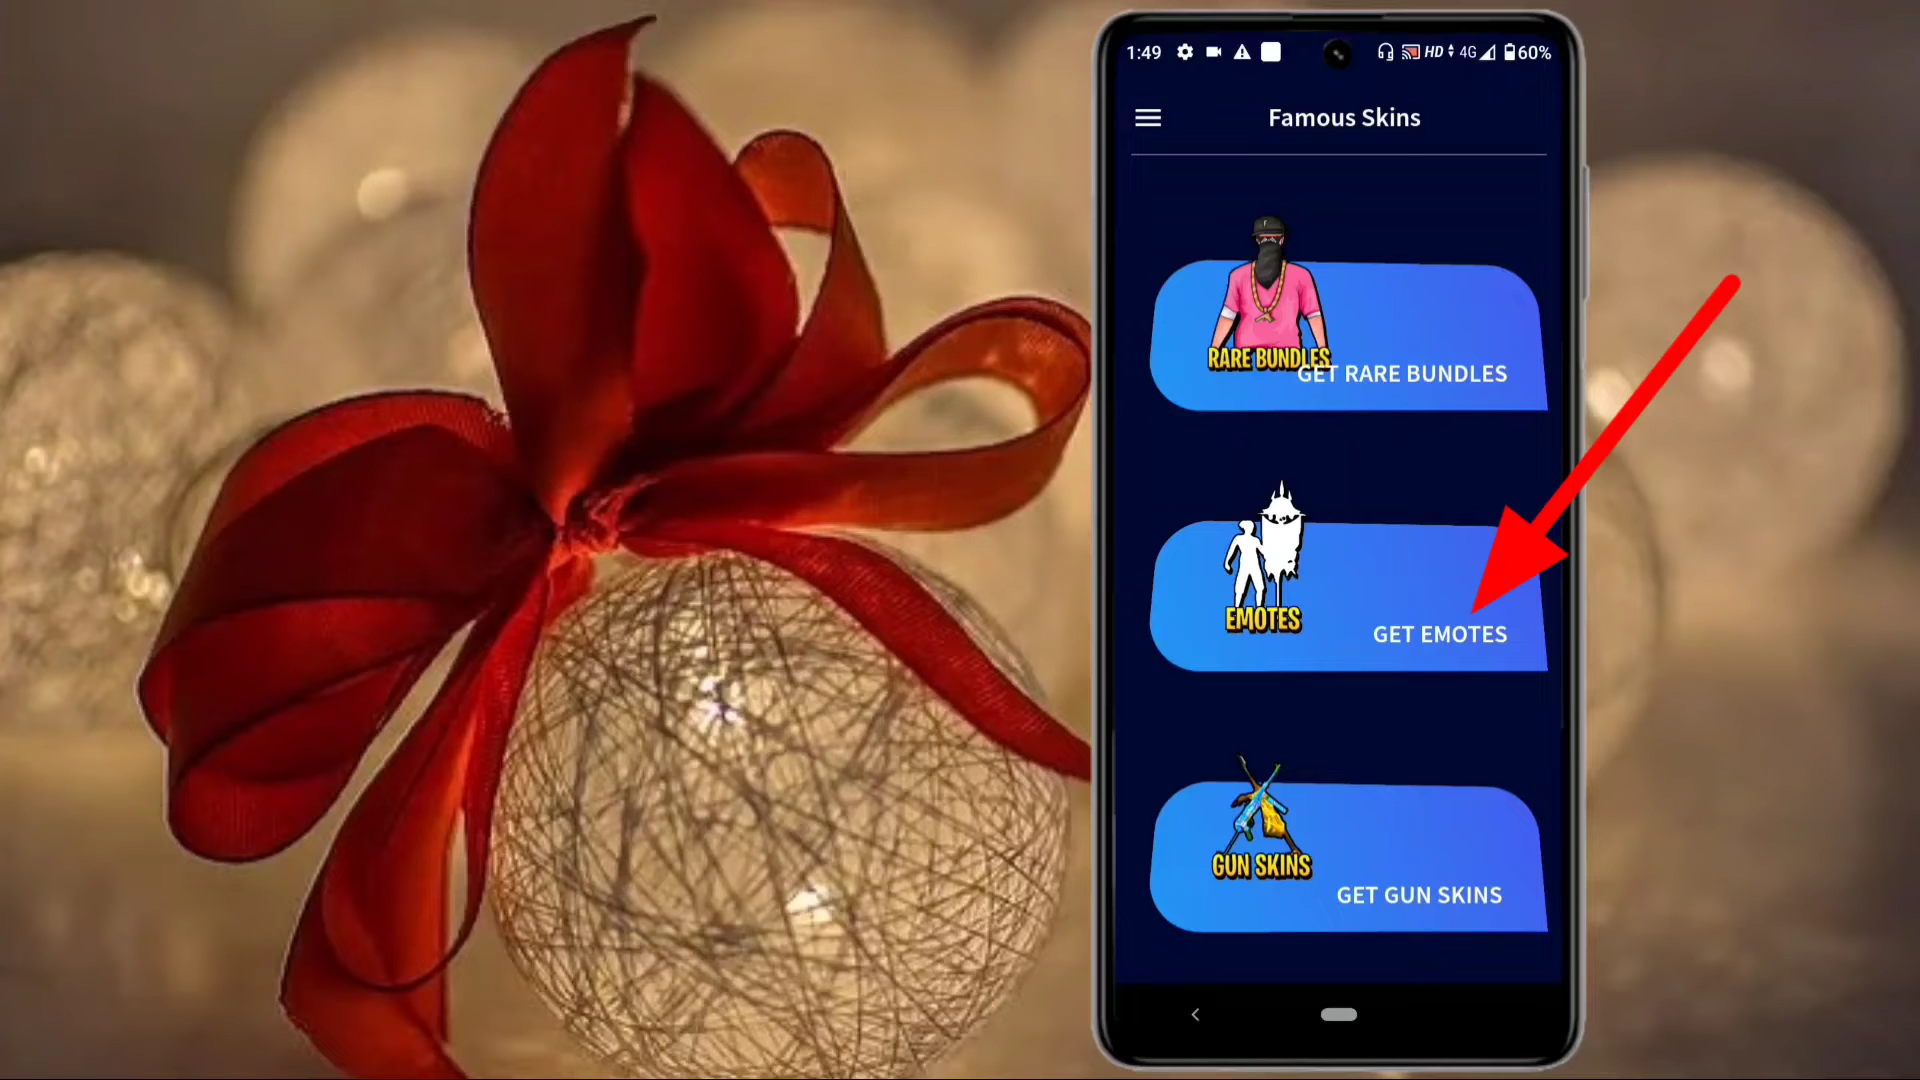 1:49 HD 4G 60%
Famous Skins
RARE BUNDLES
GET RARE BUNDLES
EMOTES
GET EMOTES
GUN SKINS
GET GUN SKINS